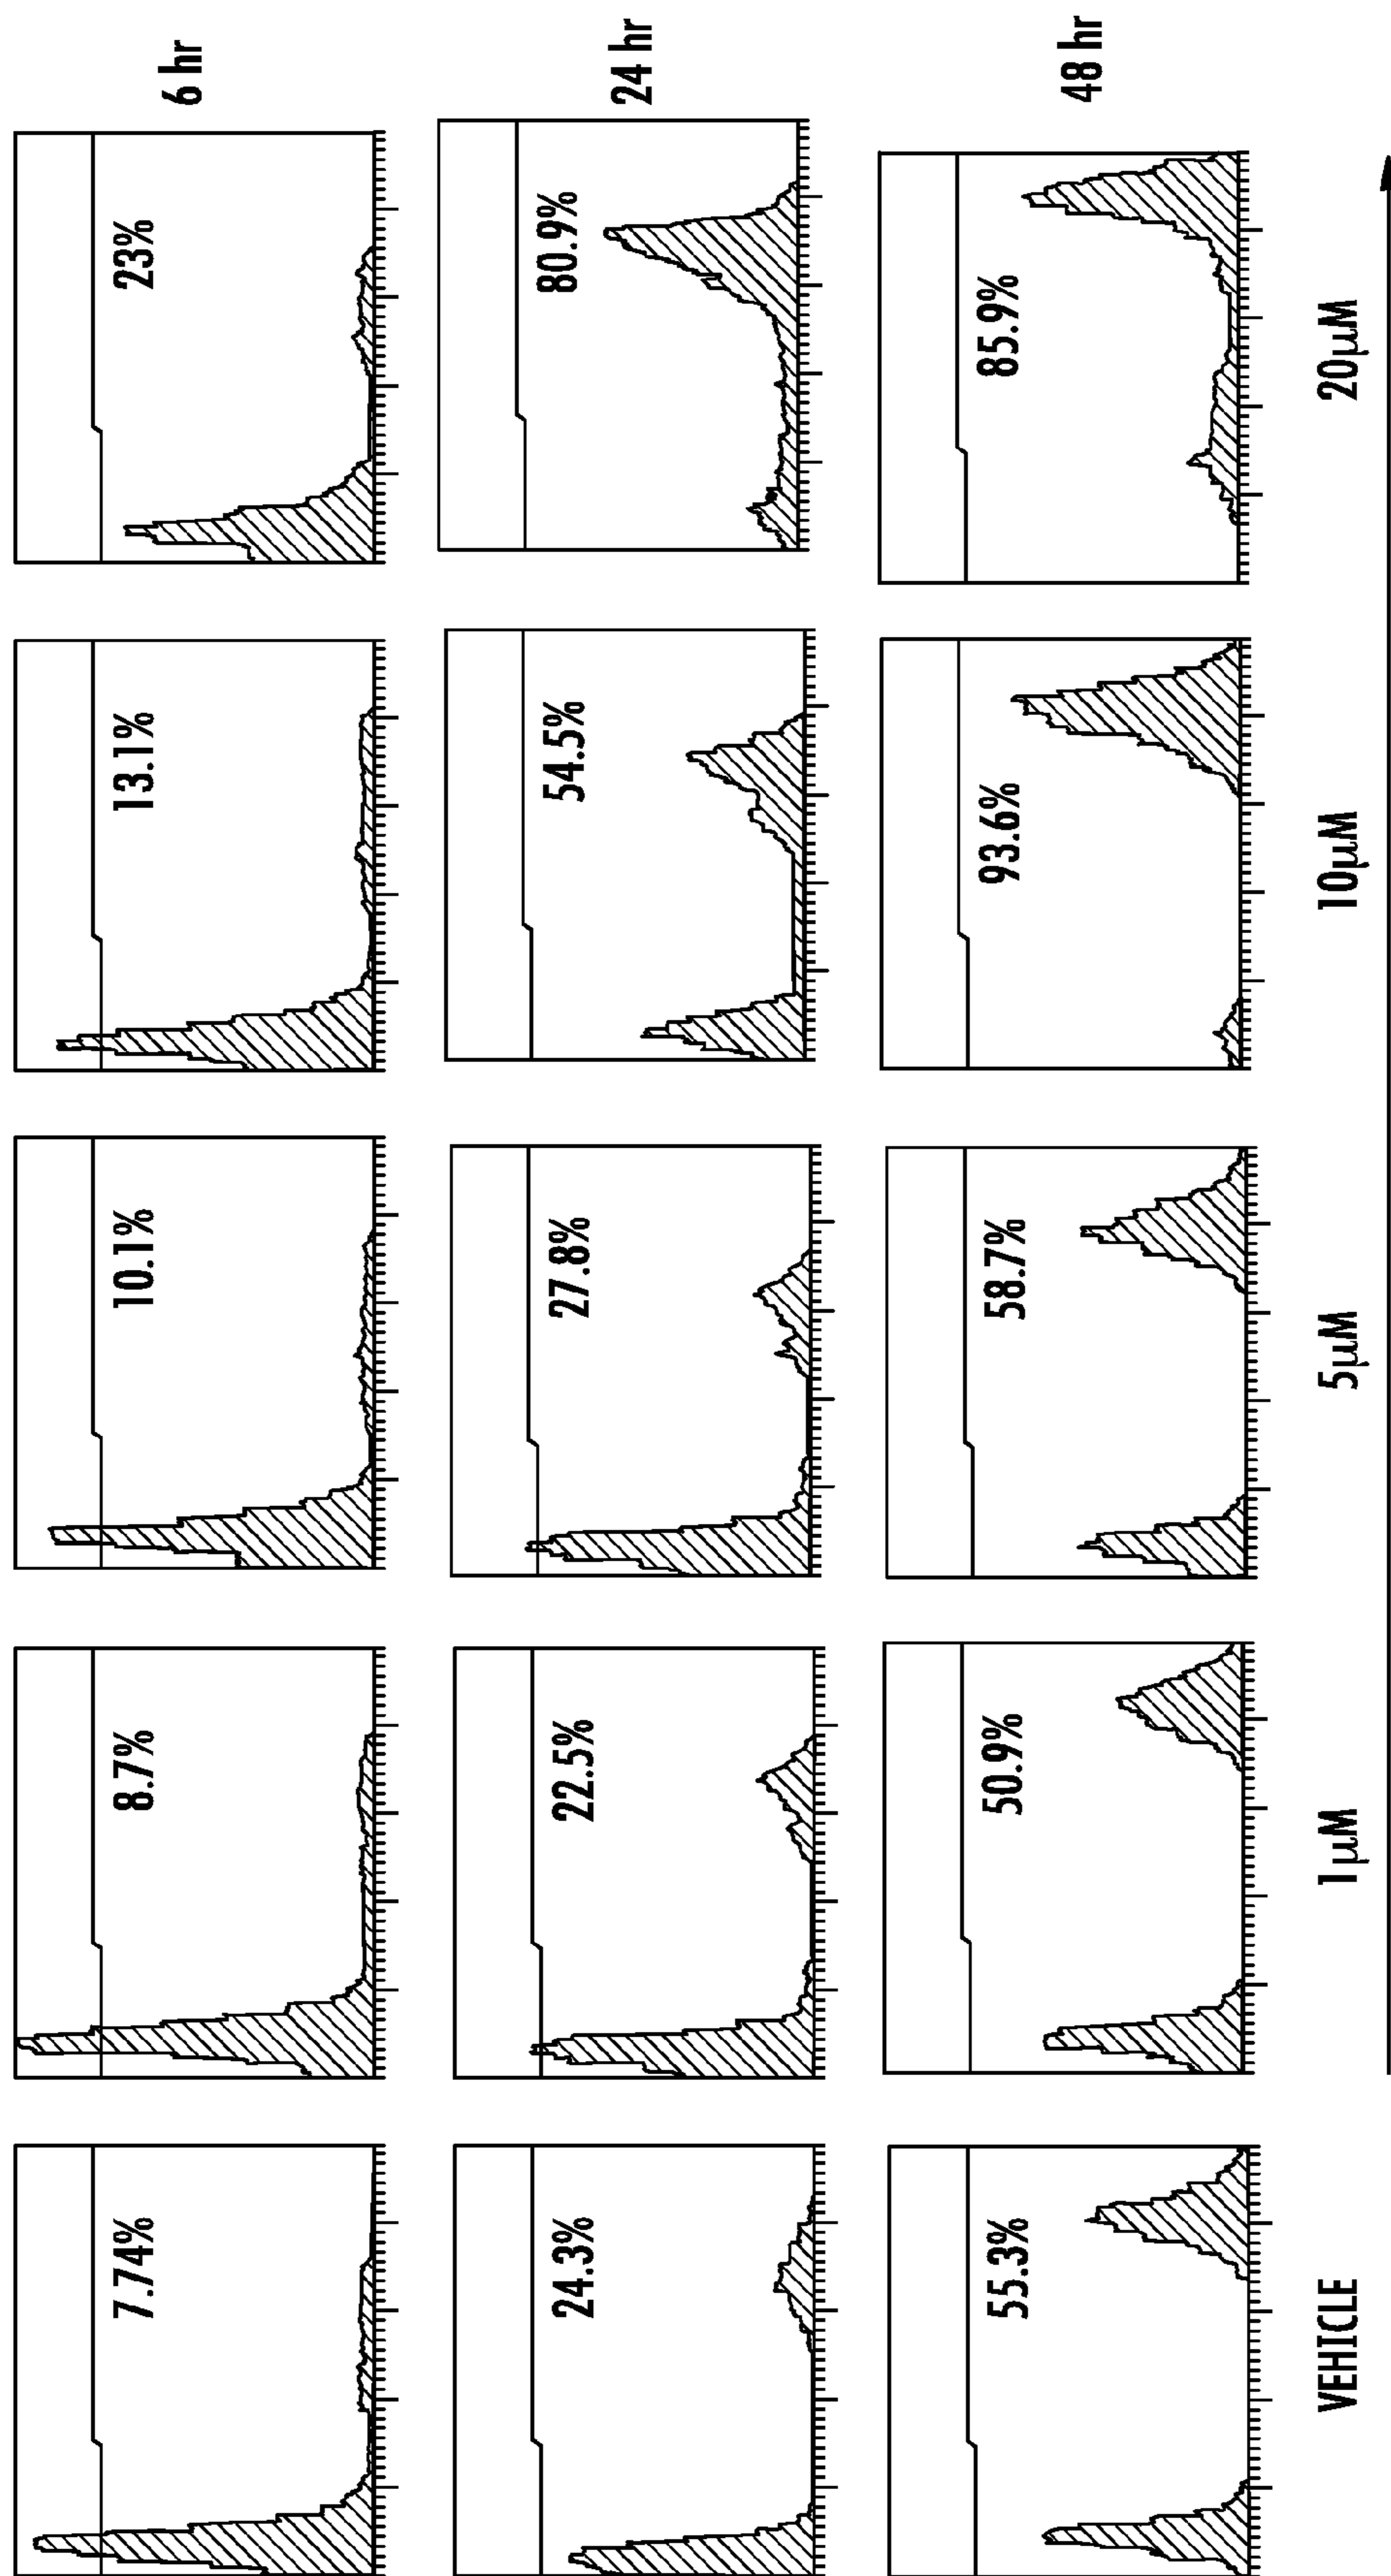 7.74% 8.7% 10.1% 13.1% 23% 6 hr
24.3% 22.5% 27.8% 54.5% 80.9% 24 hr
55.3% 50.9% 58.7% 93.6% 85.9% 48 hr
VEHICLE 1µM 5µM 10µM 20µM